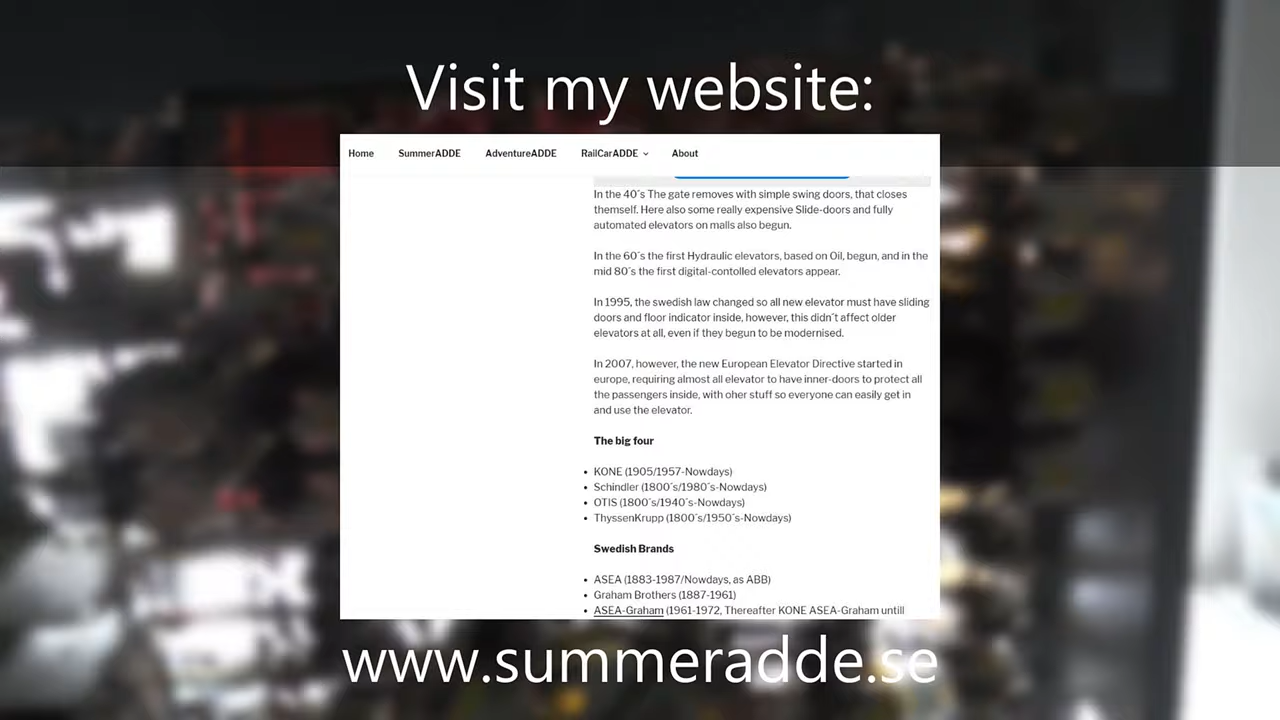 Visit my website:
Home SummerADDE AdventureADDE RailCarADDE About
In the 40´s The gate removes with simple swing doors, that closes
themself. Here also some really expensive Slide-doors and fully
automated elevators on malls also begun.
In the 60´s the first Hydraulic elevators, based on Oil, begun, and in the
mid 80´s the first digital-contolled elevators appear.
In 1995, the swedish law changed so all new elevator must have sliding
doors and floor indicator inside, however, this didn´t affect older
elevators at all, even if they begun to be modernised.
In 2007, however, the new European Elevator Directive started in
europe, requiring almost all elevator to have inner-doors to protect all
the passengers inside, with oher stuff so everyone can easily get in
and use the elevator.
The big four
• KONE (1905/1957-Nowdays)
• Schindler (1800´s/1980´s-Nowdays)
• OTIS (1800´s/1940´s-Nowdays)
• ThyssenKrupp (1800´s/1950´s-Nowdays)
Swedish Brands
• ASEA (1883-1987/Nowdays, as ABB)
• Graham Brothers (1887-1961)
• ASEA-Graham (1961-1972, Thereafter KONE ASEA-Graham untill
www.summeradde.se